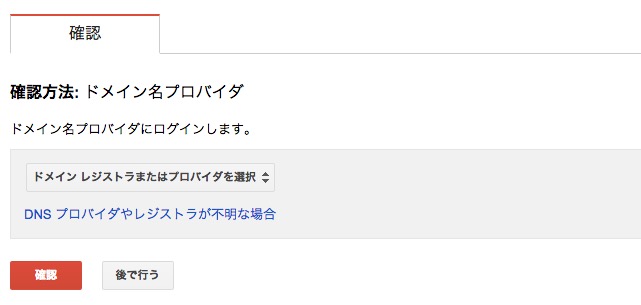 確認
確認方法: ドメイン名プロバイダ
ドメイン名プロバイダにログインします。
ドメイン レジストラまたはプロバイダを選択
DNS プロバイダやレジストラが不明な場合
確認 後で行う